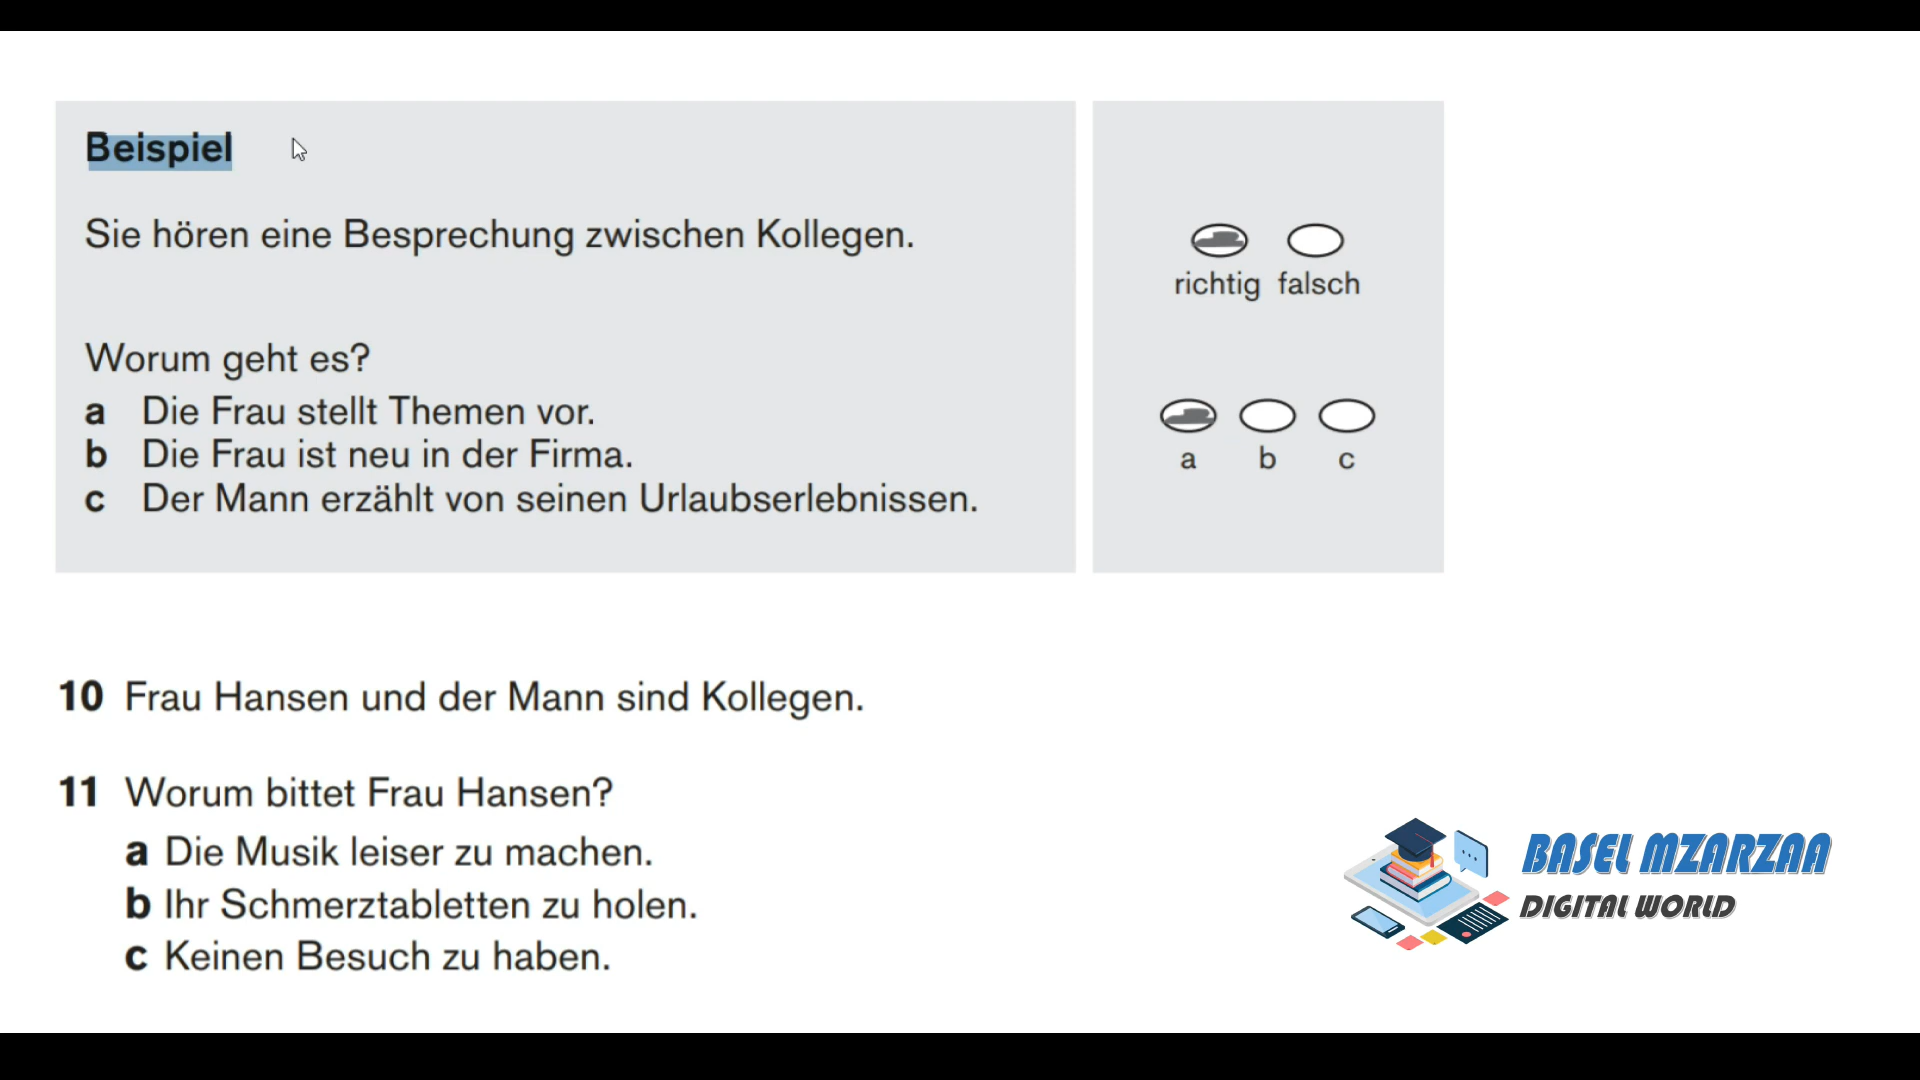 Beispiel
Sie hören eine Besprechung zwischen Kollegen.
richtig falsch
Worum geht es?
a Die Frau stellt Themen vor.
b Die Frau ist neu in der Firma.
c Der Mann erzählt von seinen Urlaubserlebnissen.
a b c
10 Frau Hansen und der Mann sind Kollegen.
11 Worum bittet Frau Hansen?
a Die Musik leiser zu machen.
b Ihr Schmerztabletten zu holen.
c Keinen Besuch zu haben.
BASEL MZARZAA
DIGITAL WORLD